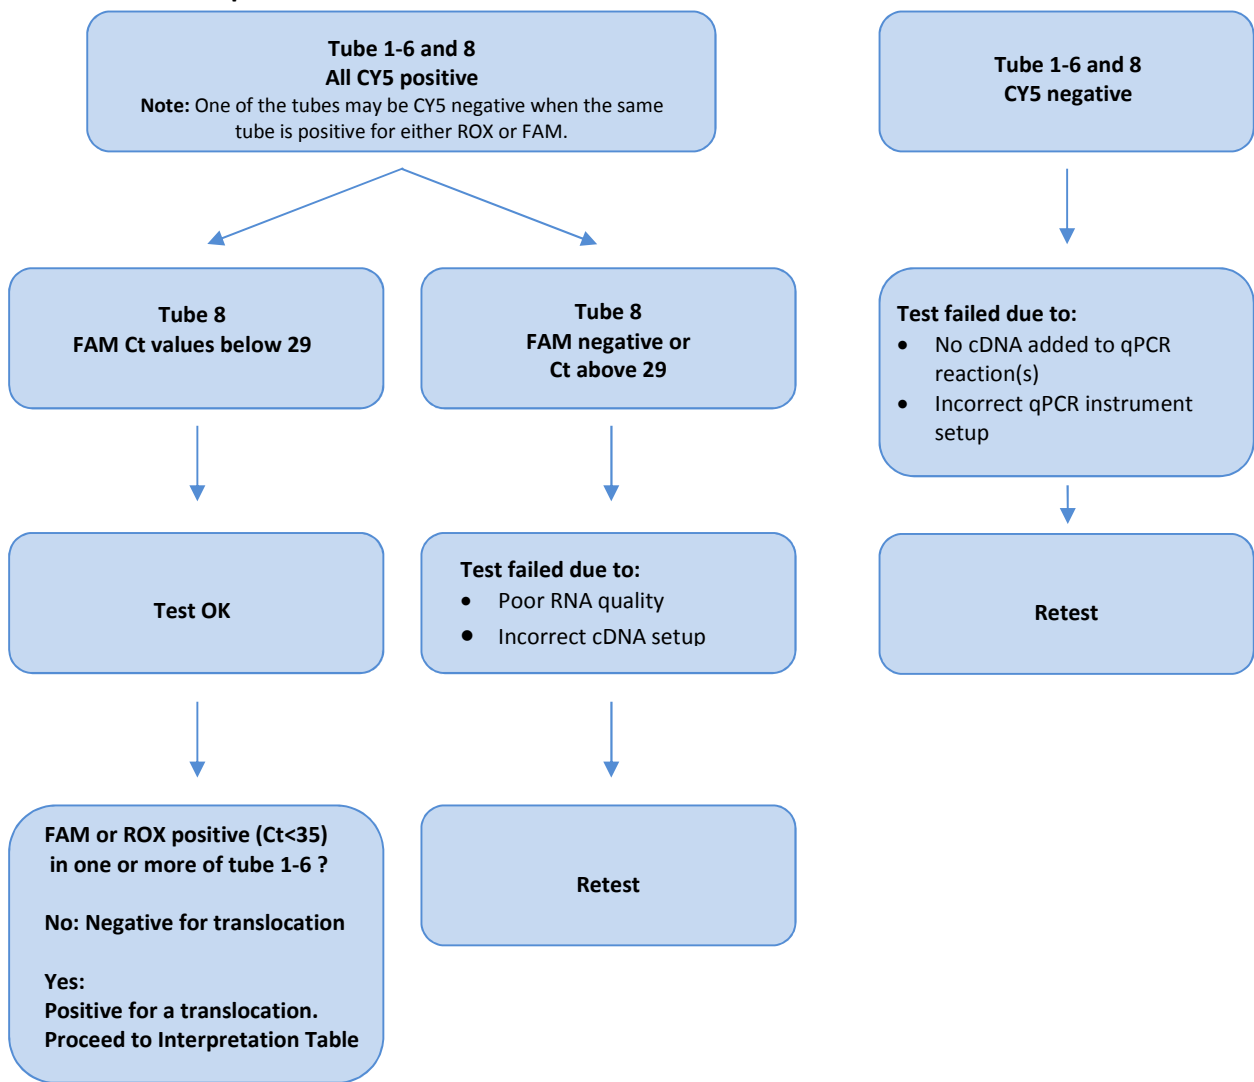 Tube 1-6 and 8
All CY5 positive
Note: One of the tubes may be CY5 negative when the same
tube is positive for either ROX or FAM.
Tube 1-6 and 8
CY5 negative
Tube 8
FAM Ct values below 29
Tube 8
FAM negative or
Ct above 29
Test failed due to:
• No cDNA added to qPCR
reaction(s)
• Incorrect qPCR instrument
setup
Test OK
Test failed due to:
• Poor RNA quality
• Incorrect cDNA setup
Retest
FAM or ROX positive (Ct<35)
in one or more of tube 1-6 ?
No: Negative for translocation
Yes:
Positive for a translocation.
Proceed to Interpretation Table
Retest